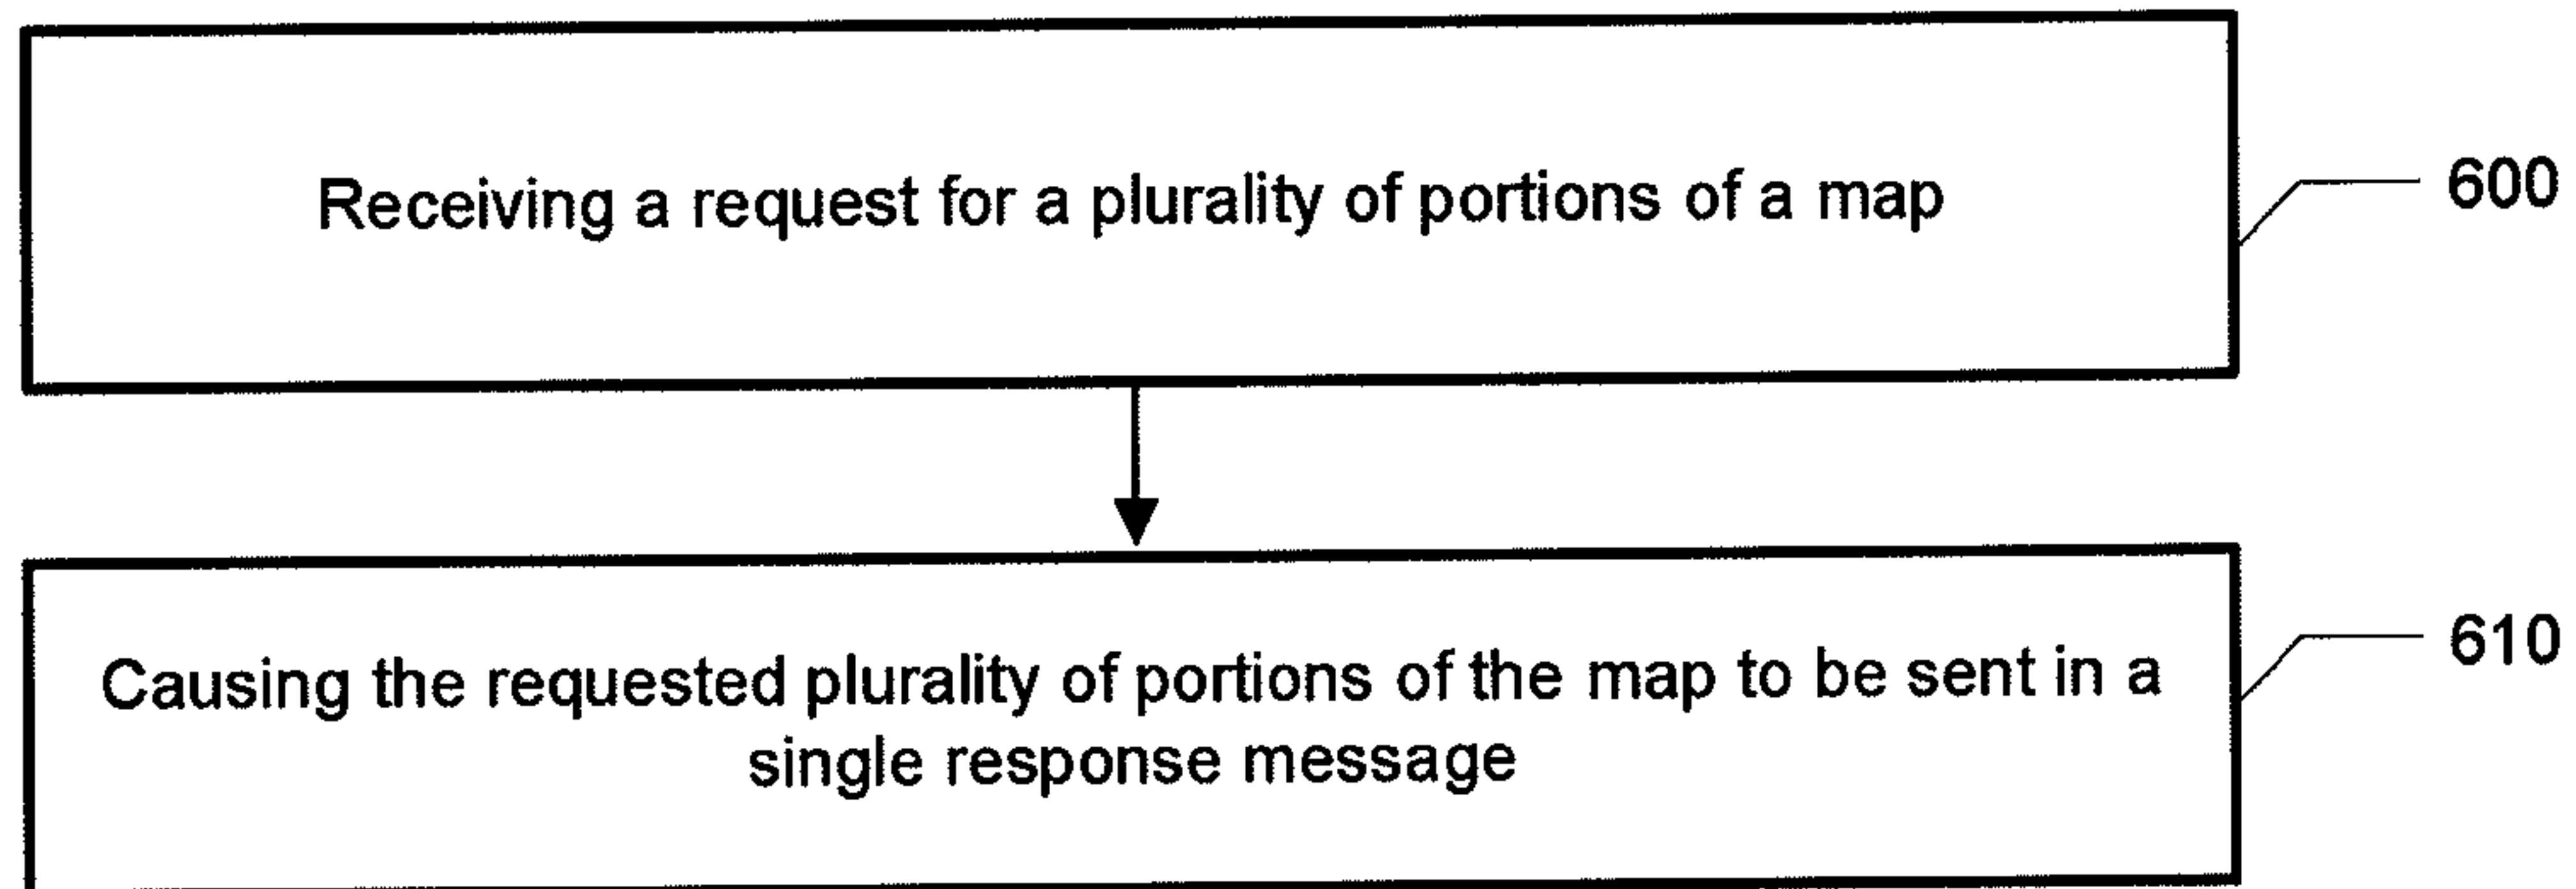 Receiving a request for a plurality of portions of a map
600
Causing the requested plurality of portions of the map to be sent in a
single response message
610